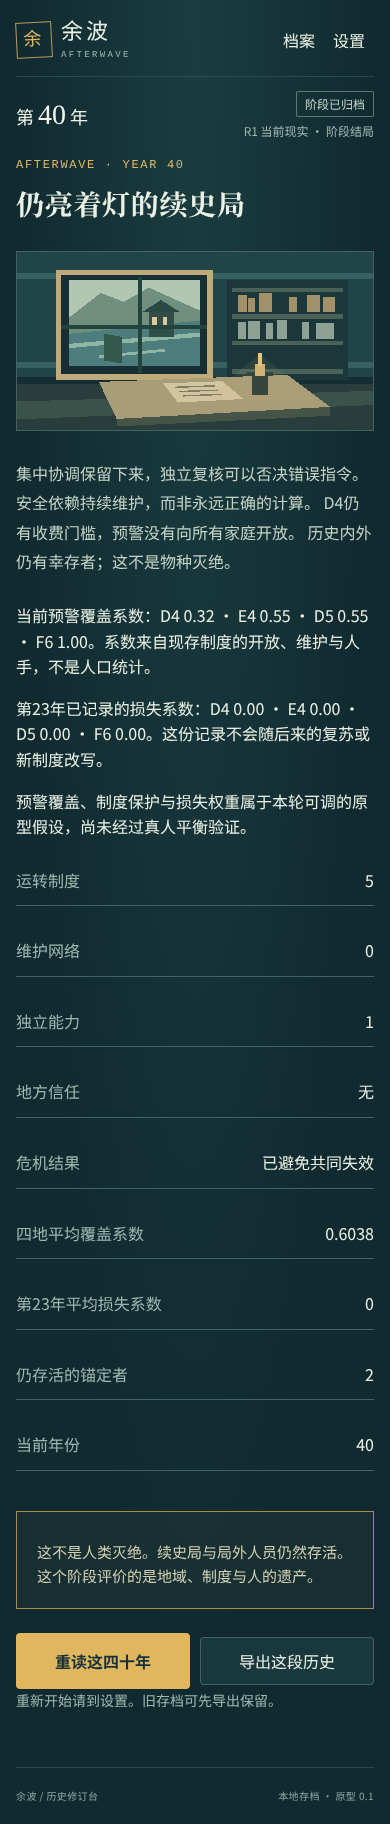 余
余波
AFTERWAVE
档案 设置
第 40 年
阶段已归档
R1 当前现实 · 阶段结局
AFTERWAVE · YEAR 40
仍亮着灯的续史局
集中协调保留下来，独立复核可以否决错误指令。
安全依赖持续维护，而非永远正确的计算。 D4仍
有收费门槛，预警没有向所有家庭开放。 历史内外
仍有幸存者；这不是物种灭绝。
当前预警覆盖系数：D4 0.32 · E4 0.55 · D5 0.55
· F6 1.00。系数来自现存制度的开放、维护与人
手，不是人口统计。
第23年已记录的损失系数：D4 0.00 · E4 0.00 ·
D5 0.00 · F6 0.00。这份记录不会随后来的复苏或
新制度改写。
预警覆盖、制度保护与损失权重属于本轮可调的原
型假设，尚未经过真人平衡验证。
运转制度 5
维护网络 0
独立能力 1
地方信任 无
危机结果 已避免共同失效
四地平均覆盖系数 0.6038
第23年平均损失系数 0
仍存活的锚定者 2
当前年份 40
这不是人类灭绝。续史局与局外人员仍然存活。
这个阶段评价的是地域、制度与人的遗产。
重读这四十年 导出这段历史
重新开始请到设置。旧存档可先导出保留。
余波 / 历史修订台 本地存档 · 原型 0.1